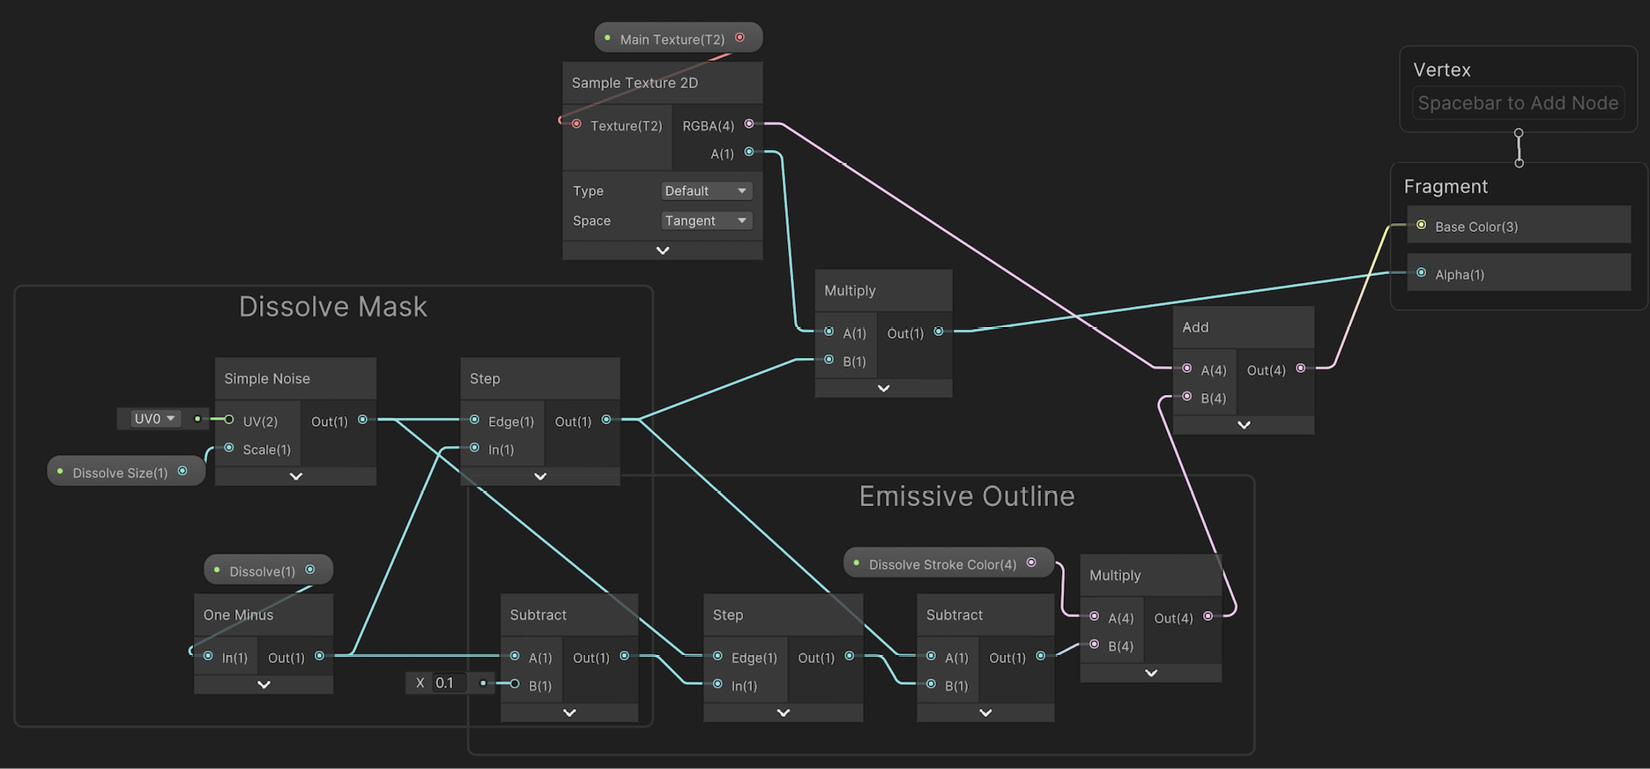 Main Texture(T2)
Sample Texture 2D
Texture(T2)
RGBA(4)
A(1)
Type
Default
Space
Tangent
Vertex
Spacebar to Add Node
Fragment
Base Color(3)
Alpha(1)
Multiply
A(1)
Out(1)
B(1)
Add
A(4)
Out(4)
B(4)
Dissolve Mask
Simple Noise
UV0
UV(2)
Out(1)
Scale(1)
Dissolve Size(1)
Step
Edge(1)
Out(1)
In(1)
Dissolve(1)
One Minus
In(1)
Out(1)
Emissive Outline
Subtract
A(1)
Out(1)
X 0.1
B(1)
Step
Edge(1)
Out(1)
In(1)
Subtract
A(1)
Out(1)
B(1)
Dissolve Stroke Color(4)
Multiply
A(4)
Out(4)
B(4)